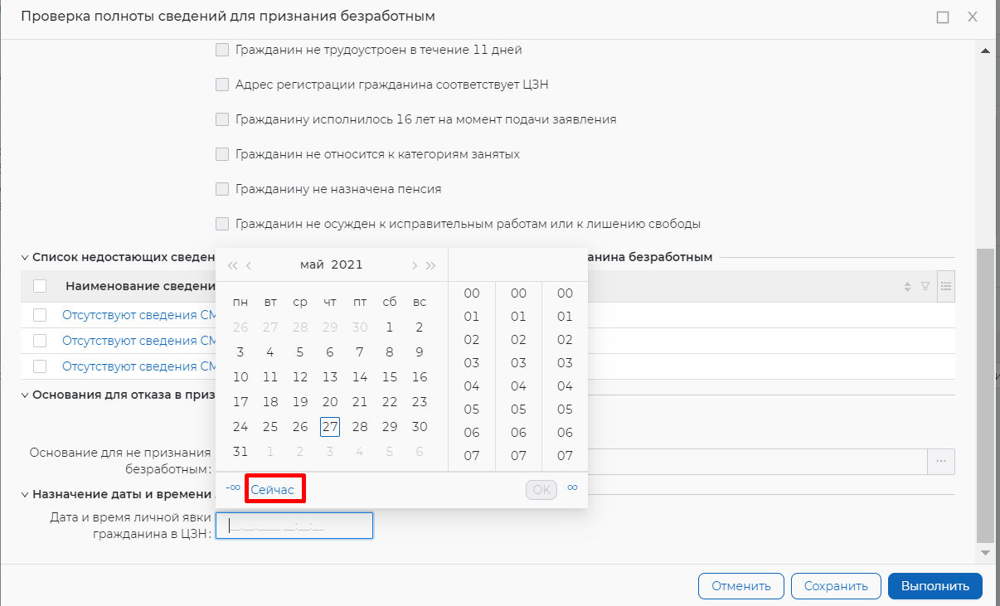 Проверка полноты сведений для признания безработным
Гражданин не трудоустроен в течение 11 дней
Адрес регистрации гражданина соответствует ЦЗН
Гражданину исполнилось 16 лет на момент подачи заявления
Гражданин не относится к категориям занятых
Гражданину не назначена пенсия
Гражданин не осужден к исправительным работам или к лишению свободы
Список недостающих сведен
анина безработным
Наименование сведени
Отсутствуют сведения СМ
Отсутствуют сведения СМ
Отсутствуют сведения СМ
Основания для отказа в приз
Основание для не признания
безработным:
Назначение даты и времени
Дата и время личной явки
гражданина в ЦЗН:
__.__.____ __:__:__
« < май 2021 > »
пн вт ср чт пт сб вс
26 27 28 29 30 1 2
3 4 5 6 7 8 9
10 11 12 13 14 15 16
17 18 19 20 21 22 23
24 25 26 27 28 29 30
31 1 2 3 4 5 6
00 00 00
01 01 01
02 02 02
03 03 03
04 04 04
05 05 05
06 06 06
07 07 07
-∞ Сейчас OK ∞
...
Отменить Сохранить Выполнить